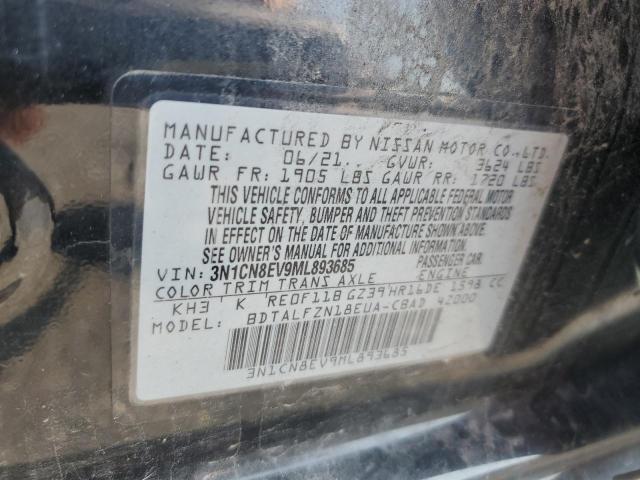 MANUFACTURED BY NISSAN MOTOR CO.,LTD.
DATE: 06/21.. GVWR: 3624 LBS
GAWR FR: 1905 LBS GAWR RR: 1720 LBS
THIS VEHICLE CONFORMS TO ALL APPLICABLE FEDERAL MOTOR
VEHICLE SAFETY, BUMPER AND THEFT PREVENTION STANDARDS
IN EFFECT ON THE DATE OF MANUFACTURE SHOWN ABOVE.
SEE OWNER'S MANUAL FOR ADDITIONAL INFORMATION. PASSENGER CAR
VIN: 3N1CN8EV9ML893685
COLOR TRIM TRANS AXLE ENGINE
KH3 K RE0F11B GZ39 HR16DE 1598 CC
MODEL: BDTALFZN18EUA-CBAD 42000
3N1CN8EV9ML893685